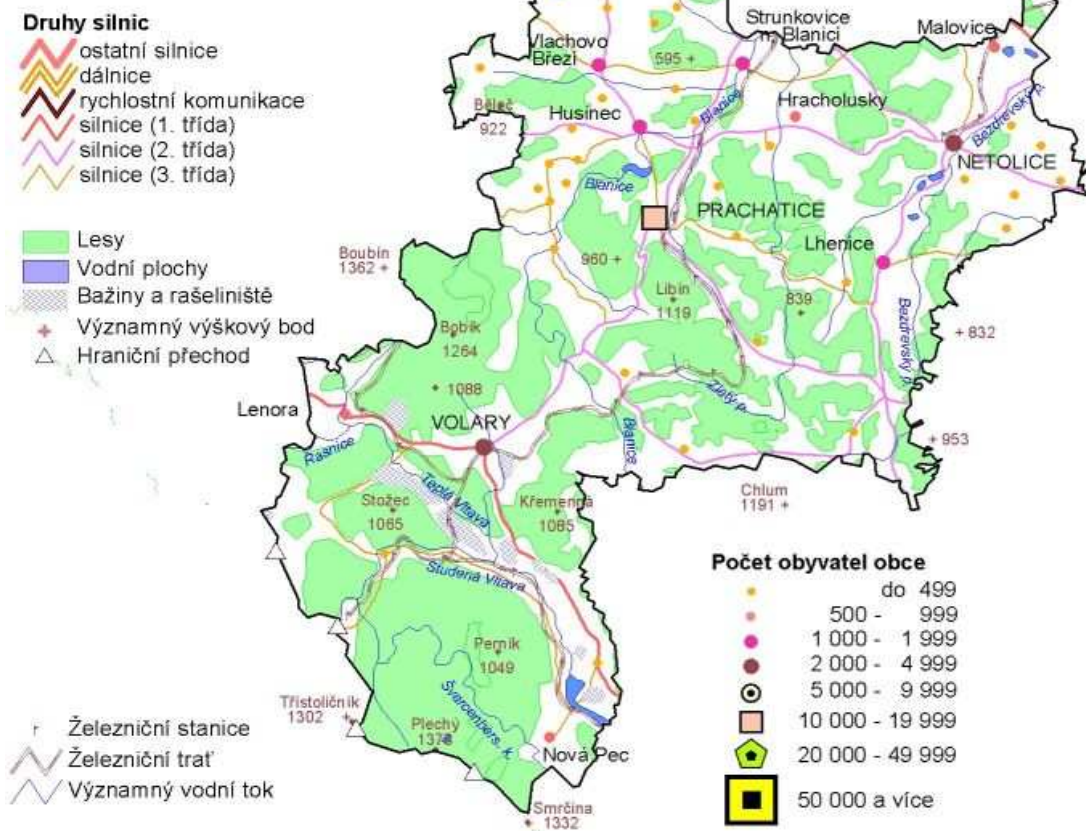 Druhy silnic
ostatní silnice
dálnice
rychlostní komunikace
silnice (1. třída)
silnice (2. třída)
silnice (3. třída)
Lesy
Vodní plochy
Bažiny a rašeliniště
Významný výškový bod
Hraniční přechod
Strunkovice
n. Blanicí
Malovice
Vlachovo
Březí
595
Běleč
922
Husinec
Blanice
Hracholusky
Bezdrevský p.
NETOLICE
Blanice
PRACHATICE
Lhenice
Boubín
1362
960
Libín
1119
839
Bezdrevský p.
832
Bobík
1264
1088
Lenora
VOLARY
Zlatý p.
Blanice
953
Řasnice
Teplá Vltava
Stožec
1065
Křemenná
1085
Chlum
1191
Studená Vltava
Perník
1049
Třístoličník
1302
Švarcenbers. k.
Plechý
1378
Nová Pec
Smrčina
1332
Počet obyvatel obce
do 499
500 - 999
1 000 - 1 999
2 000 - 4 999
5 000 - 9 999
10 000 - 19 999
20 000 - 49 999
50 000 a více
Železniční stanice
Železniční trať
Významný vodní tok